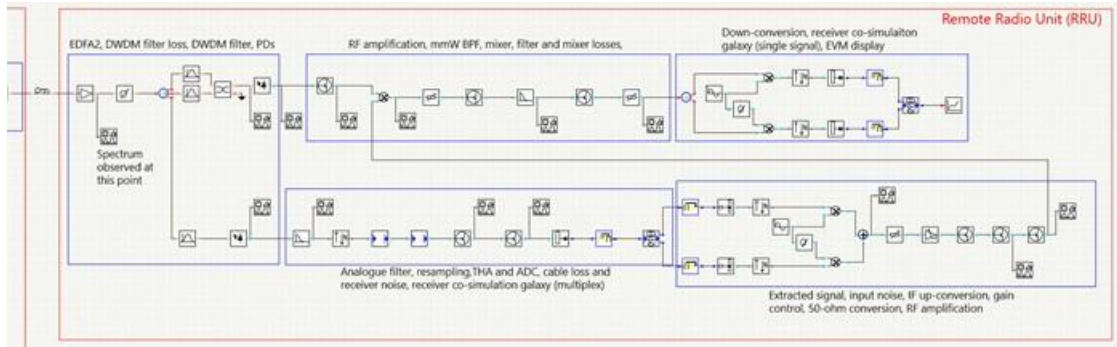 Remote Radio Unit (RRU)
EDFA2, DWDM filter loss, DWDM filter, PDs
RF amplification, mmW BPF, mixer, filter and mixer losses,
Down-conversion, receiver co-simulaiton
galaxy (single signal), EVM display
Spectrum
observed at
this point
Analogue filter, resampling,THA and ADC, cable loss and
receiver noise, receiver co-simulation galaxy (multiplex)
Extracted signal, input noise, IF up-conversion, gain
control, 50-ohm conversion, RF amplification